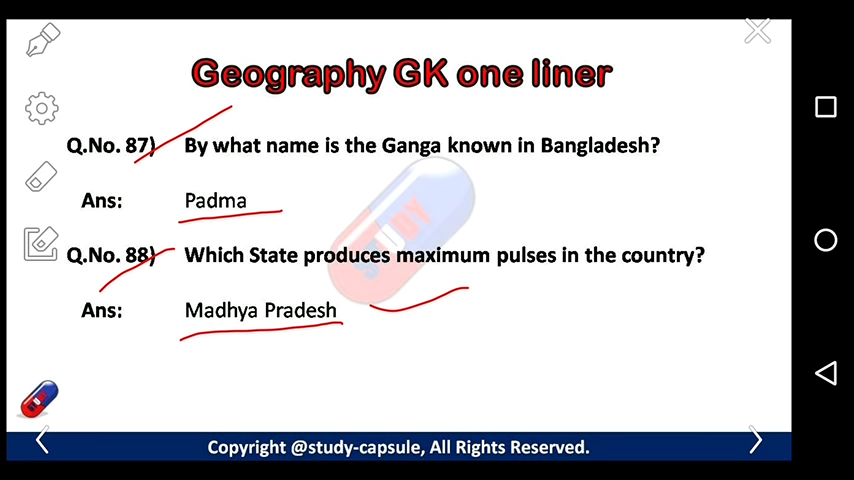 Geography GK one liner
Q.No. 87) By what name is the Ganga known in Bangladesh?
Ans: Padma
Q.No. 88) Which State produces maximum pulses in the country?
Ans: Madhya Pradesh
STUDY
Copyright @study-capsule, All Rights Reserved.